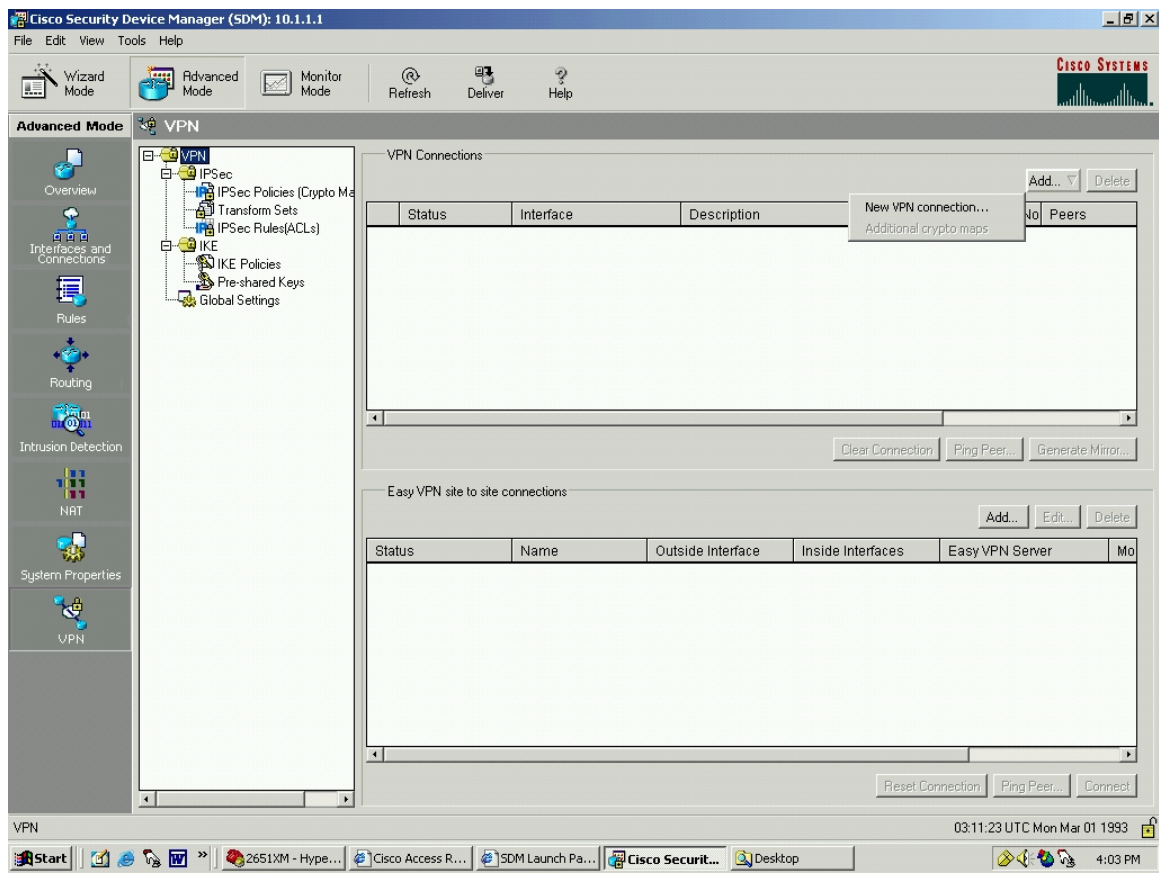 Cisco Security Device Manager (SDM): 10.1.1.1
File Edit View Tools Help
Wizard Mode
Advanced Mode
Monitor Mode
Refresh
Deliver
Help
CISCO SYSTEMS
Advanced Mode
VPN
Overview
Interfaces and Connections
Rules
Routing
Intrusion Detection
NAT
System Properties
VPN
VPN
IPSec
IPSec Policies (Crypto Ma
Transform Sets
IPSec Rules(ACLs)
IKE
IKE Policies
Pre-shared Keys
Global Settings
VPN Connections
Add... Delete
Status Interface Description No Peers
New VPN connection...
Additional crypto maps
Clear Connection Ping Peer... Generate Mirror...
Easy VPN site to site connections
Add... Edit... Delete
Status Name Outside Interface Inside Interfaces Easy VPN Server Mo
Reset Connection Ping Peer... Connect
VPN
03:11:23 UTC Mon Mar 01 1993
Start » 2651XM - Hype... Cisco Access R... SDM Launch Pa... Cisco Securit... Desktop 4:03 PM